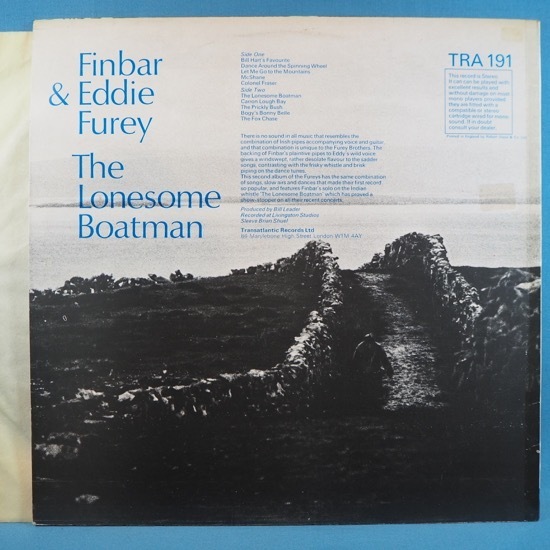 Finbar
& Eddie
Furey
The
Lonesome
Boatman
Side One
Bill Hart's Favourite
Dance Around the Spinning Wheel
Let Me Go to the Mountains
McShane
Colonel Fraser
Side Two
The Lonesome Boatman
Carron Lough Bay
The Prickly Bush
Bogy's Bonny Belle
The Fox Chase
There is no sound in all music that resembles the
combination of Irish pipes accompanying voice and guitar,
and that combination is unique to the Furey Brothers. The
backing of Finbar's plaintive pipes to Eddy's wild voice
gives a windswept, rather desolate flavour to the sadder
songs, contrasting with the frisky whistle and brisk
piping on the dance tunes.
This second album of the Fureys has the same combination
of songs, slow airs and dances that made their first record
so popular, and features Finbar's solo on the Indian
whistle 'The Lonesome Boatman' which has proved a
show-stopper on all their recent concerts.
Produced by Bill Leader
Recorded at Livingston Studios
Sleeve Brian Shuel
Transatlantic Records Ltd
86 Marylebone High Street London W1M 4AY
TRA 191
This record is Stereo.
It can be played with
excellent results and
without damage on most
mono players provided
they are fitted with a
compatible or stereo
cartridge wired for mono
sound. If in doubt
consult your dealer.